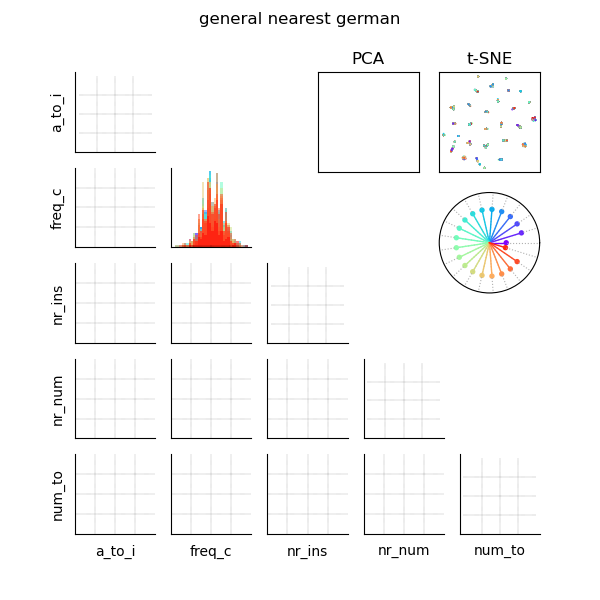 general nearest german
PCA
t-SNE
a_to_i
freq_c
nr_ins
nr_num
num_to
a_to_i
freq_c
nr_ins
nr_num
num_to